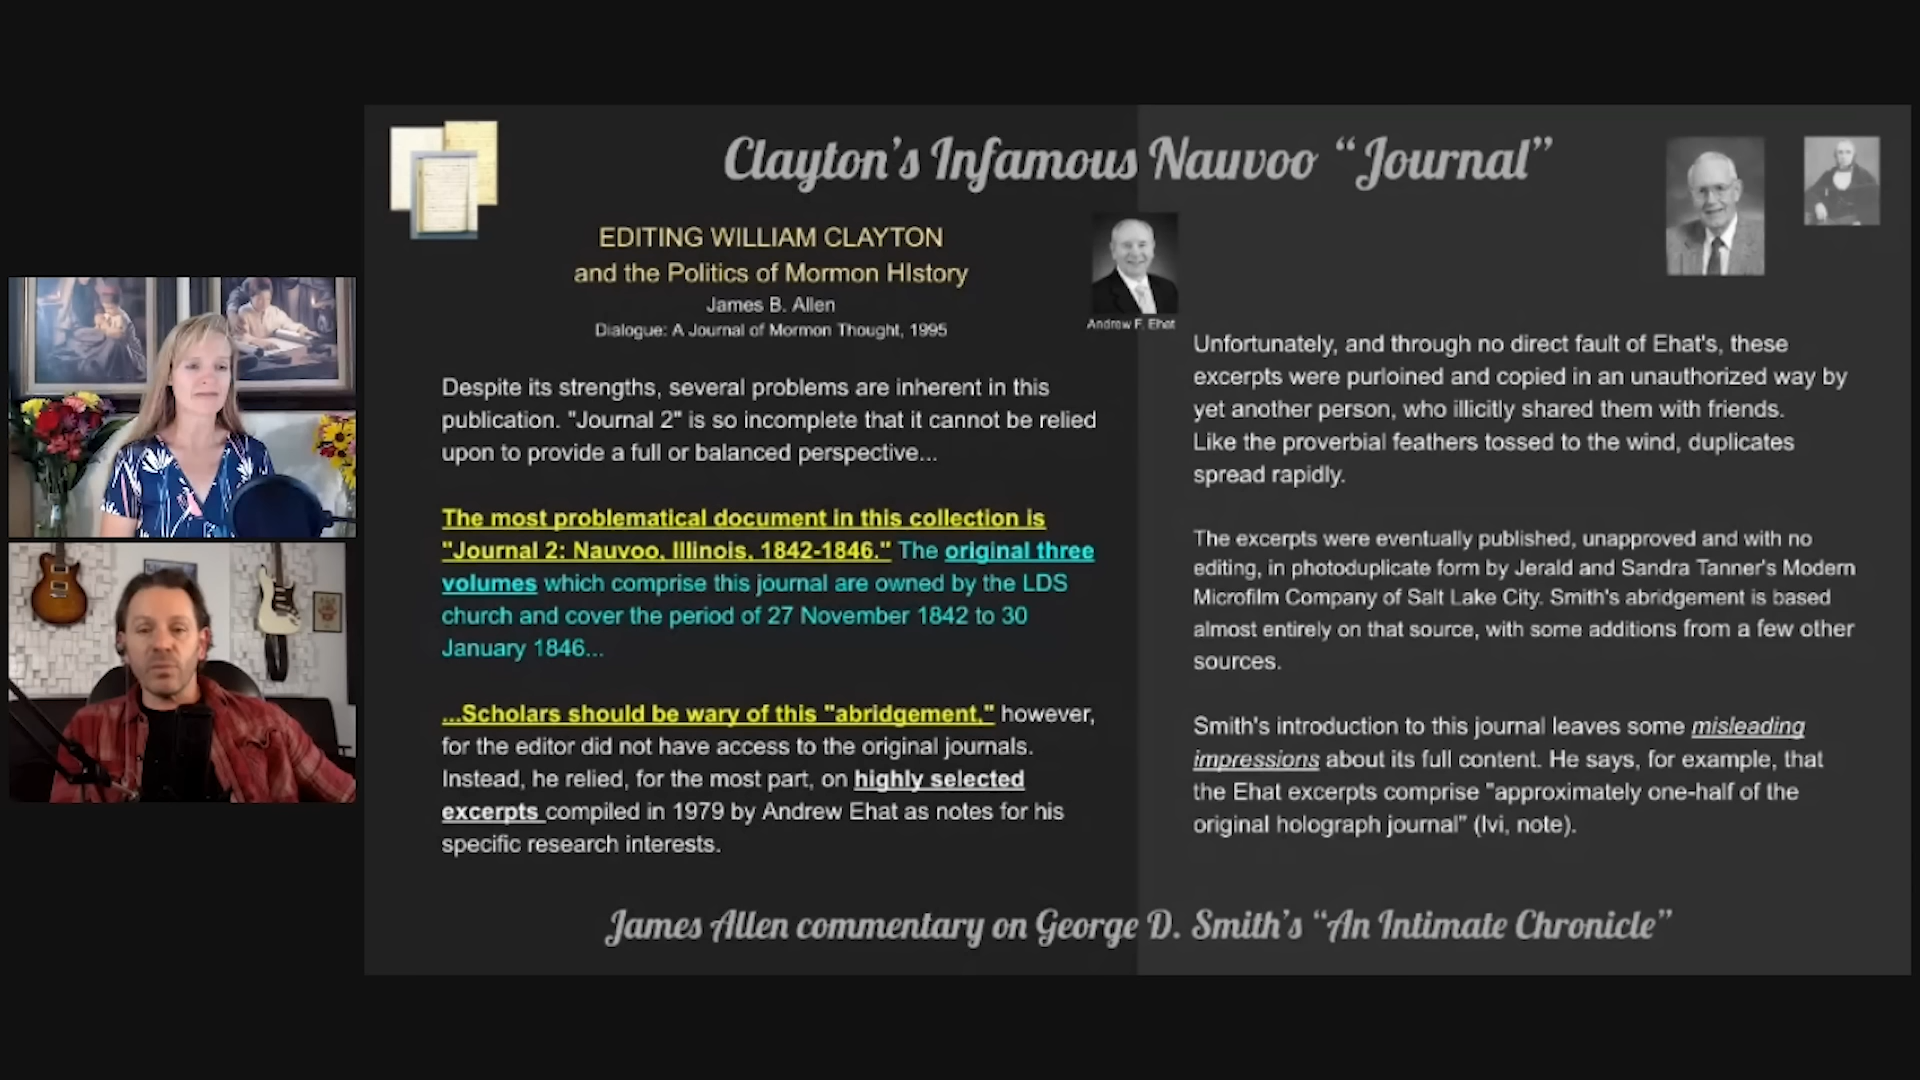 Clayton's Infamous Nauvoo “Journal”
EDITING WILLIAM CLAYTON
and the Politics of Mormon HIstory
James B. Allen
Dialogue: A Journal of Mormon Thought, 1995
Despite its strengths, several problems are inherent in this
publication. "Journal 2" is so incomplete that it cannot be relied
upon to provide a full or balanced perspective...
The most problematical document in this collection is
"Journal 2: Nauvoo, Illinois, 1842-1846." The original three
volumes which comprise this journal are owned by the LDS
church and cover the period of 27 November 1842 to 30
January 1846...
...Scholars should be wary of this "abridgement," however,
for the editor did not have access to the original journals.
Instead, he relied, for the most part, on highly selected
excerpts compiled in 1979 by Andrew Ehat as notes for his
specific research interests.
Andrew F. Ehat
Unfortunately, and through no direct fault of Ehat's, these
excerpts were purloined and copied in an unauthorized way by
yet another person, who illicitly shared them with friends.
Like the proverbial feathers tossed to the wind, duplicates
spread rapidly.
The excerpts were eventually published, unapproved and with no
editing, in photoduplicate form by Jerald and Sandra Tanner's Modern
Microfilm Company of Salt Lake City. Smith's abridgement is based
almost entirely on that source, with some additions from a few other
sources.
Smith's introduction to this journal leaves some misleading
impressions about its full content. He says, for example, that
the Ehat excerpts comprise "approximately one-half of the
original holograph journal" (lvi, note).
James Allen commentary on George D. Smith's “An Intimate Chronicle”